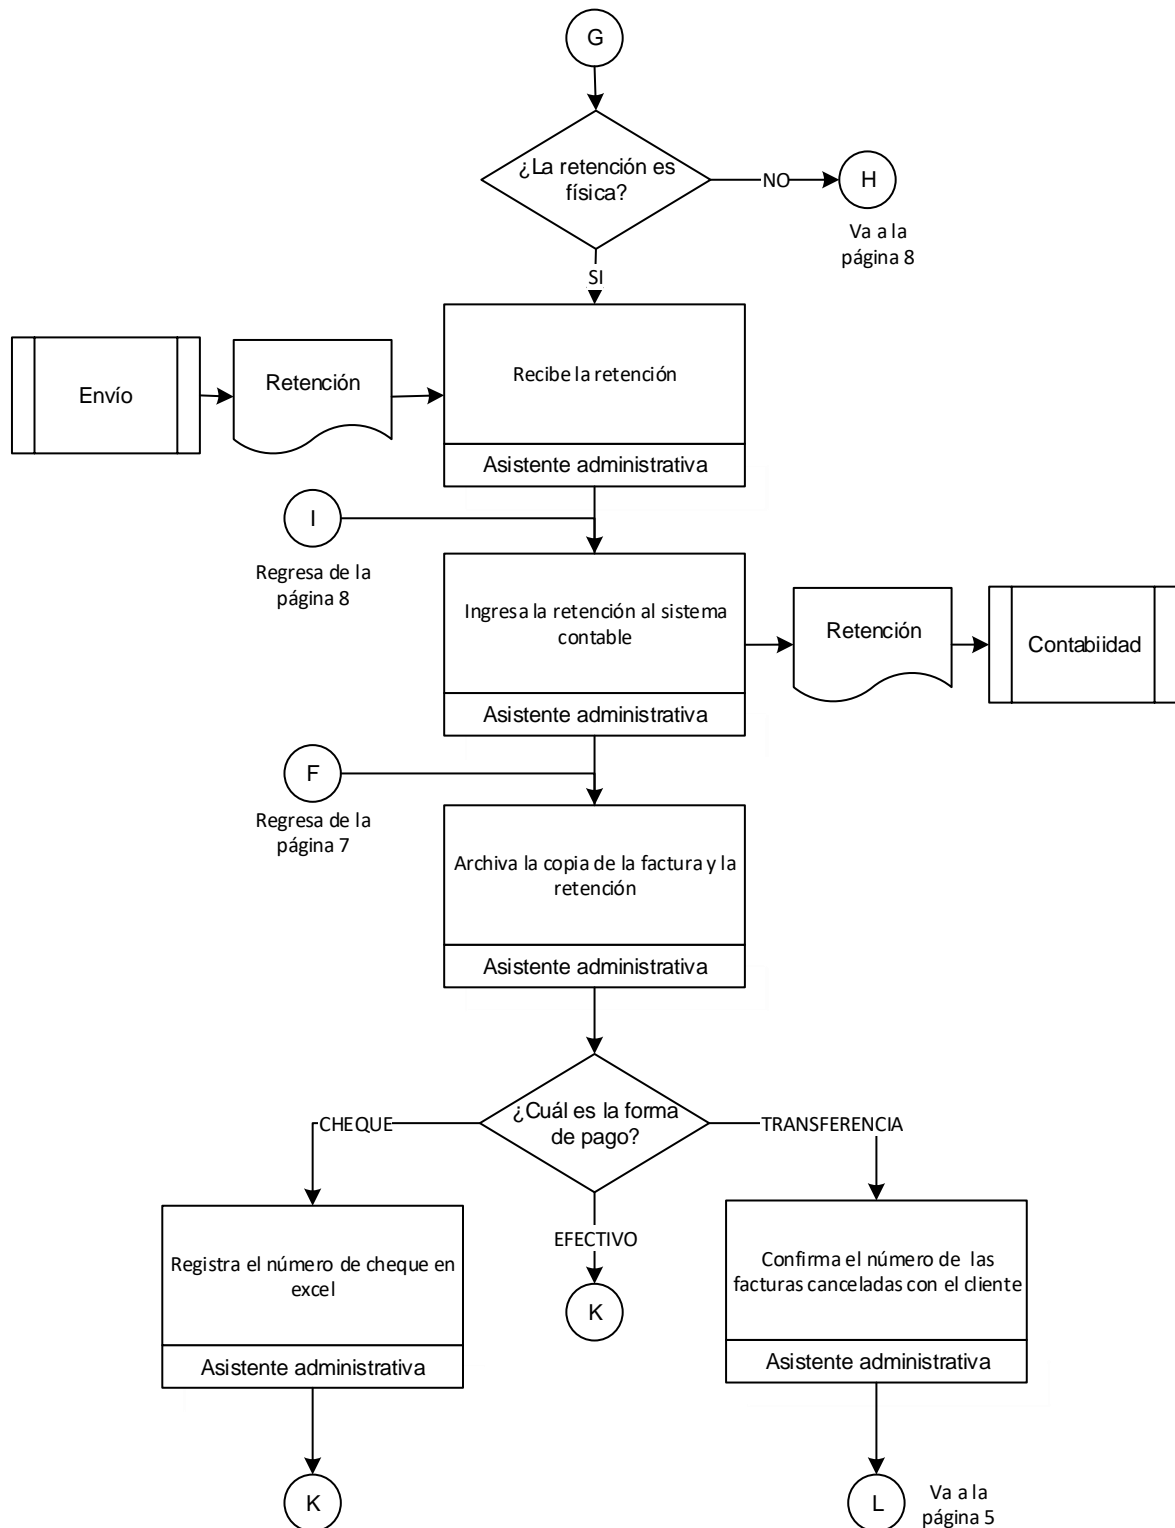 G
¿La retención es
física?
NO
H
Va a la
página 8
SI
Recibe la retención
Envío
Retención
Asistente administrativa
I
Regresa de la
página 8
Ingresa la retención al sistema
contable
Retención
Contabiidad
Asistente administrativa
F
Regresa de la
página 7
Archiva la copia de la factura y la
retención
Asistente administrativa
¿Cuál es la forma
de pago?
CHEQUE
TRANSFERENCIA
EFECTIVO
Registra el número de cheque en
excel
K
Confirma el número de las
facturas canceladas con el cliente
Asistente administrativa
Asistente administrativa
K
L
Va a la
página 5